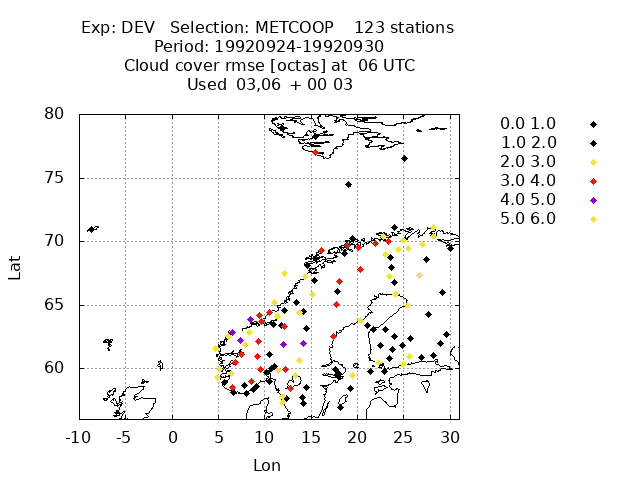 Exp: DEV Selection: METCOOP 123 stations
Period: 19920924-19920930
Cloud cover rmse [octas] at 06 UTC
Used 03,06 + 00 03
80
75
70
65
60
Lat
-10 -5 0 5 10 15 20 25 30
Lon
0.0 1.0
1.0 2.0
2.0 3.0
3.0 4.0
4.0 5.0
5.0 6.0